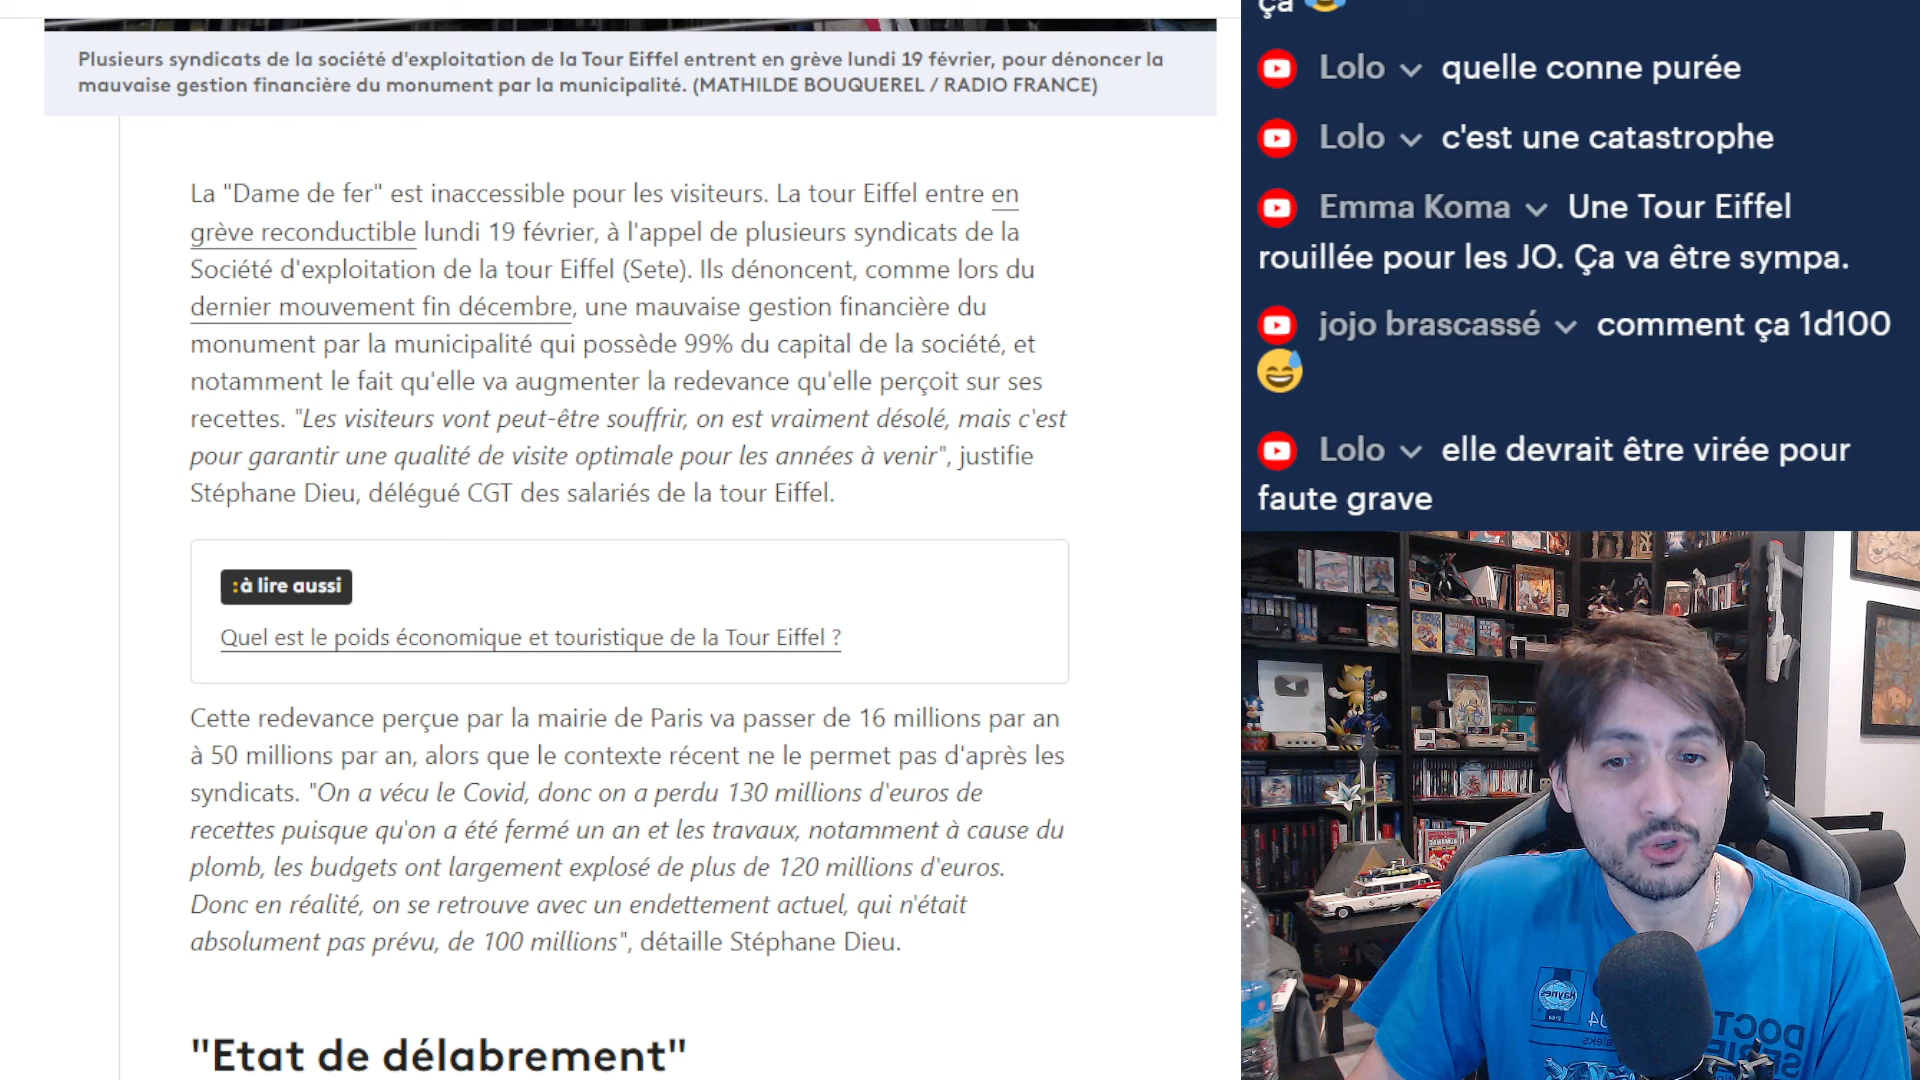 Plusieurs syndicats de la société d'exploitation de la Tour Eiffel entrent en grève lundi 19 février, pour dénoncer la
mauvaise gestion financière du monument par la municipalité. (MATHILDE BOUQUEREL / RADIO FRANCE)
La "Dame de fer" est inaccessible pour les visiteurs. La tour Eiffel entre en
grève reconductible lundi 19 février, à l'appel de plusieurs syndicats de la
Société d'exploitation de la tour Eiffel (Sete). Ils dénoncent, comme lors du
dernier mouvement fin décembre, une mauvaise gestion financière du
monument par la municipalité qui possède 99% du capital de la société, et
notamment le fait qu'elle va augmenter la redevance qu'elle perçoit sur ses
recettes. "Les visiteurs vont peut-être souffrir, on est vraiment désolé, mais c'est
pour garantir une qualité de visite optimale pour les années à venir", justifie
Stéphane Dieu, délégué CGT des salariés de la tour Eiffel.
:à lire aussi
Quel est le poids économique et touristique de la Tour Eiffel ?
Cette redevance perçue par la mairie de Paris va passer de 16 millions par an
à 50 millions par an, alors que le contexte récent ne le permet pas d'après les
syndicats. "On a vécu le Covid, donc on a perdu 130 millions d'euros de
recettes puisque qu'on a été fermé un an et les travaux, notamment à cause du
plomb, les budgets ont largement explosé de plus de 120 millions d'euros.
Donc en réalité, on se retrouve avec un endettement actuel, qui n'était
absolument pas prévu, de 100 millions", détaille Stéphane Dieu.
"Etat de délabrement"
ça
Lolo quelle conne purée
Lolo c'est une catastrophe
Emma Koma Une Tour Eiffel
rouillée pour les JO. Ça va être sympa.
jojo brascassé comment ça 1d100
Lolo elle devrait être virée pour
faute grave